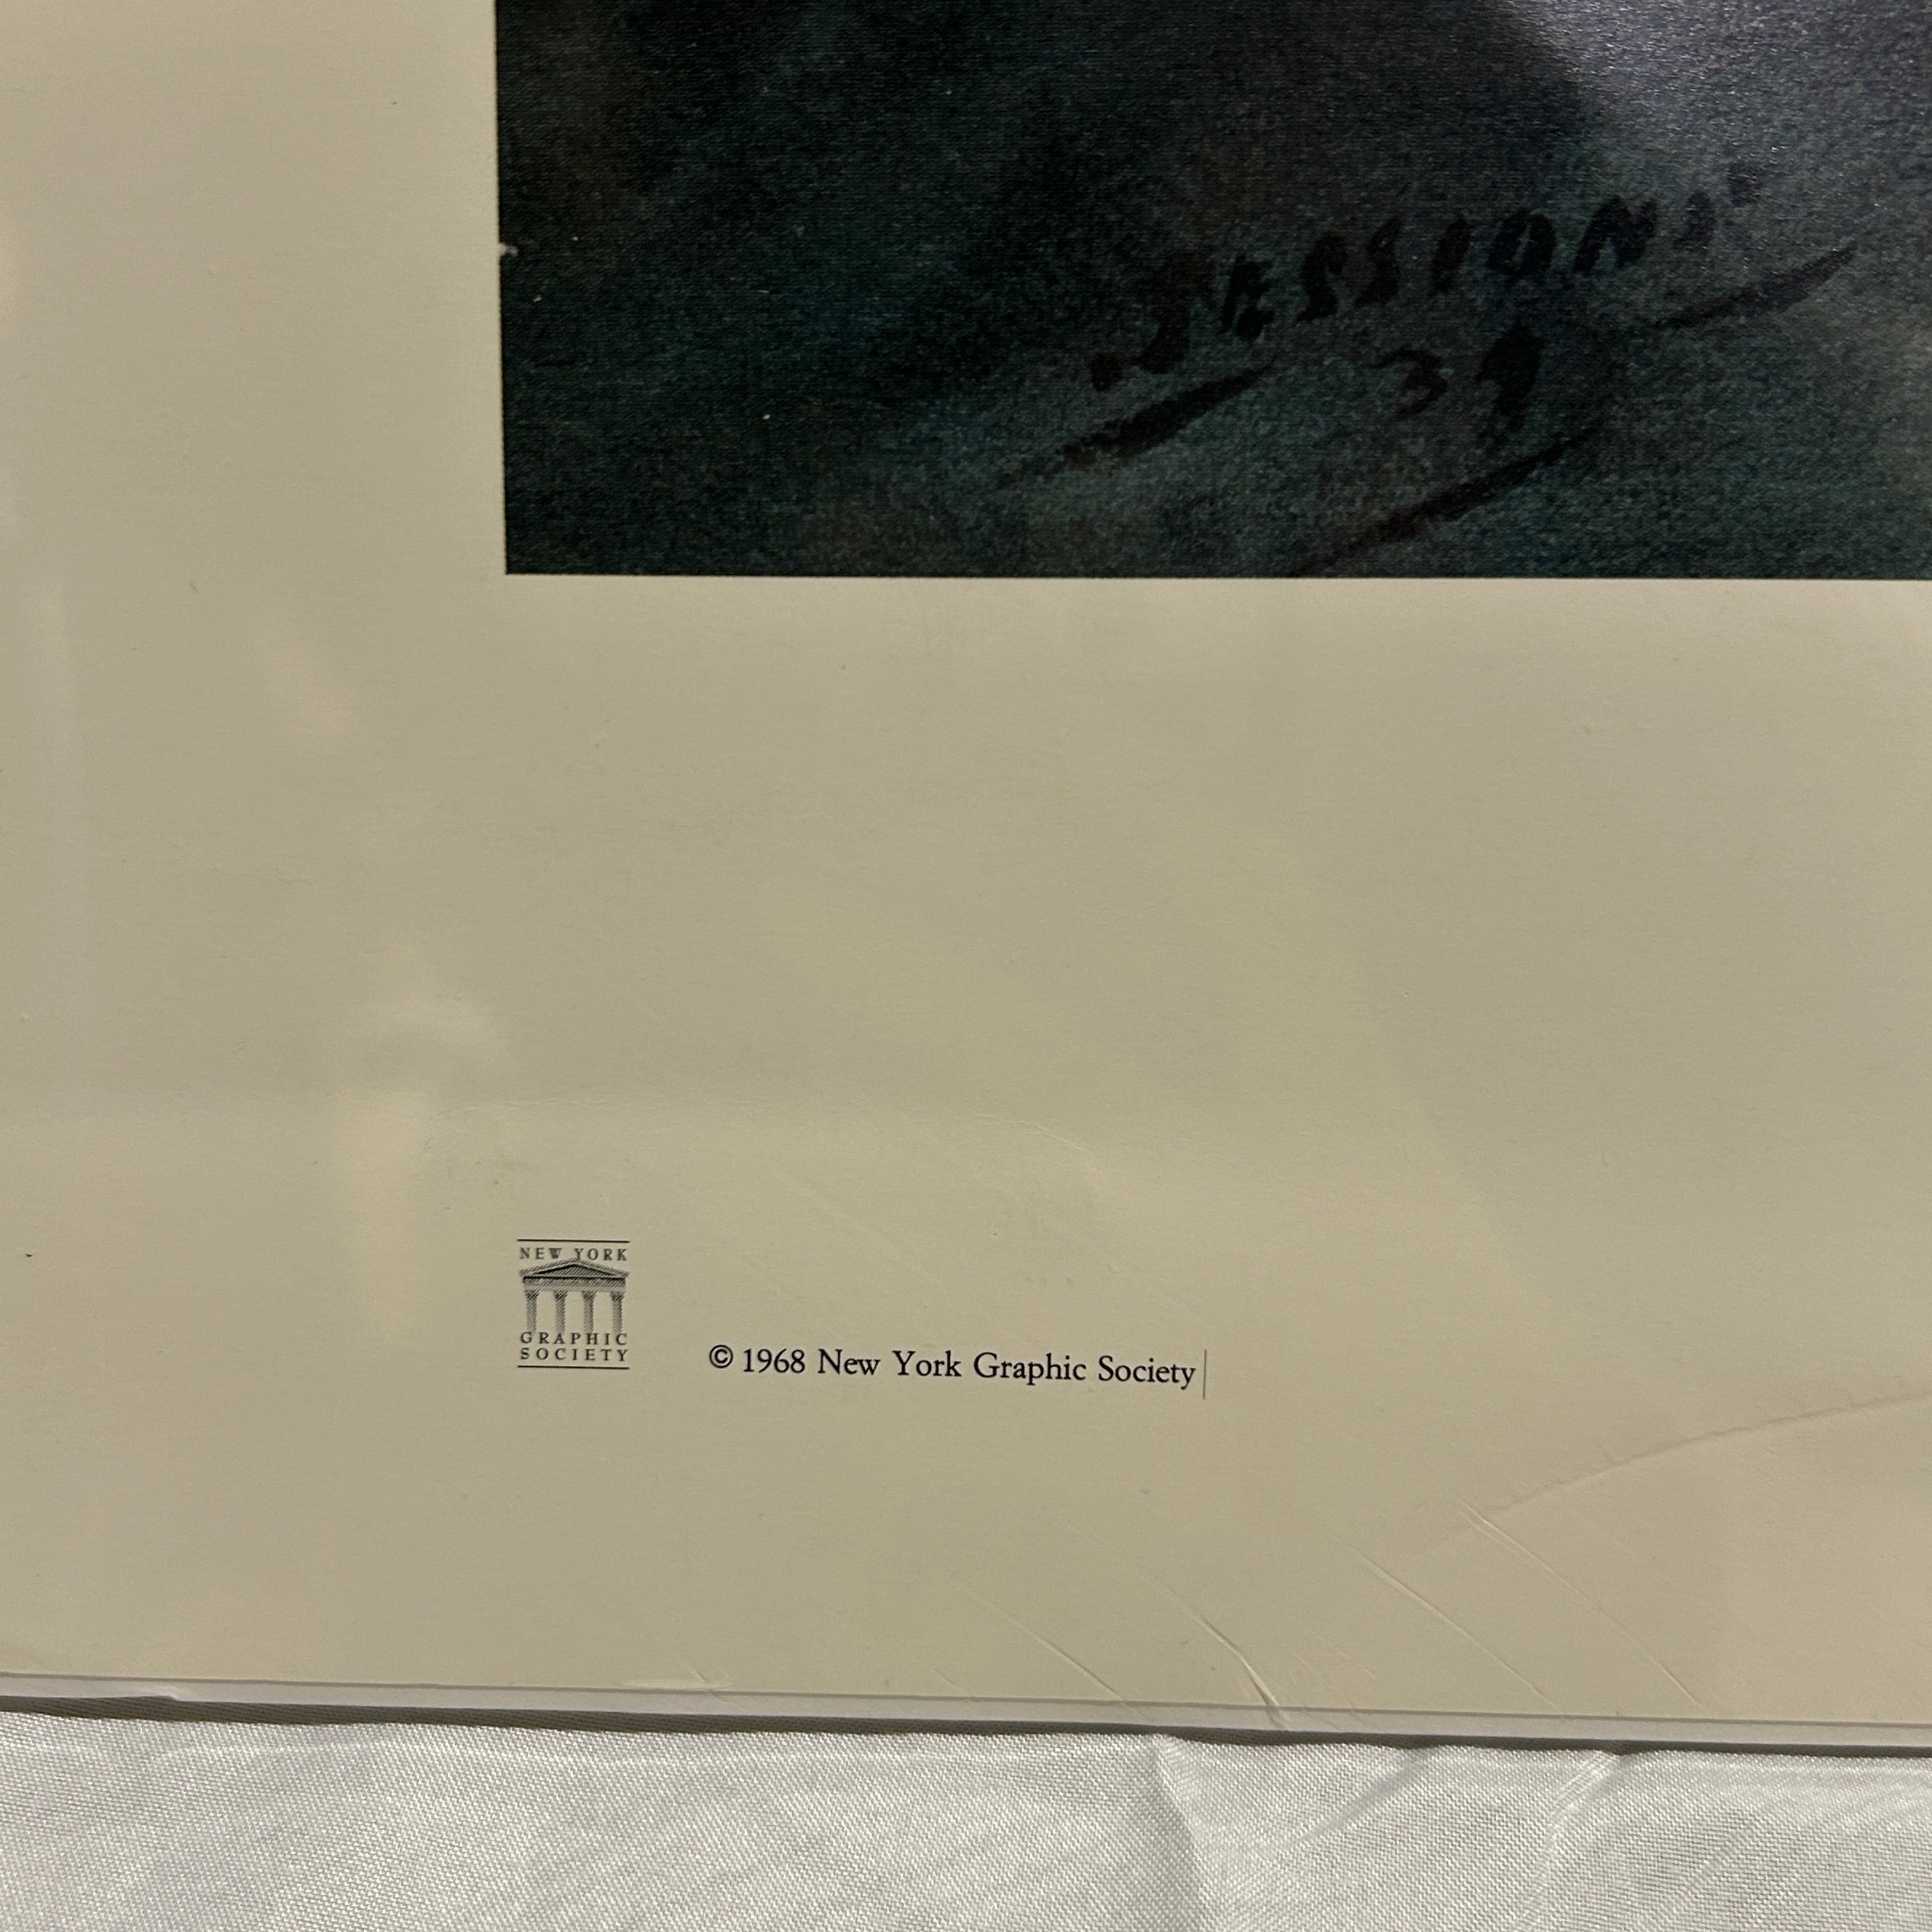 .SESSIONS.
39
NEW YORK
GRAPHIC
SOCIETY
© 1968 New York Graphic Society